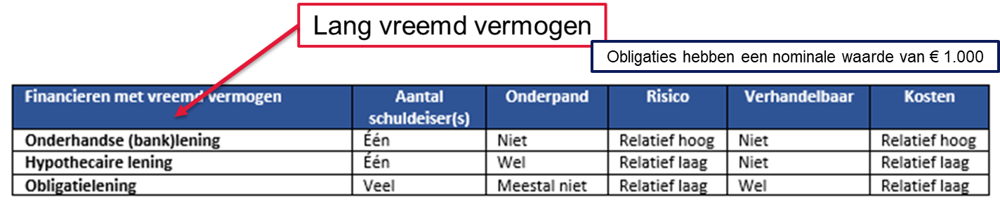 Lang vreemd vermogen
Obligaties hebben een nominale waarde van € 1.000
Financieren met vreemd vermogen Aantal schuldeiser(s) Onderpand Risico Verhandelbaar Kosten
Onderhandse (bank)lening Één Niet Relatief hoog Niet Relatief hoog
Hypothecaire lening Één Wel Relatief laag Niet Relatief laag
Obligatielening Veel Meestal niet Relatief laag Wel Relatief laag